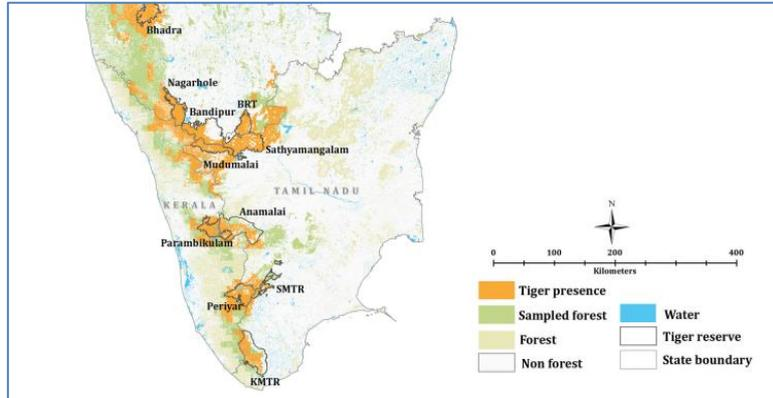 Bhadra
Nagarhole
Bandipur
BRT
Sathyamangalam
Mudumalai
TAMIL NADU
KERALA
Anamalai
Parambikulam
SMTR
Periyar
KMTR
N
0 100 200 400
Kilometers
Tiger presence
Sampled forest
Forest
Non forest
Water
Tiger reserve
State boundary